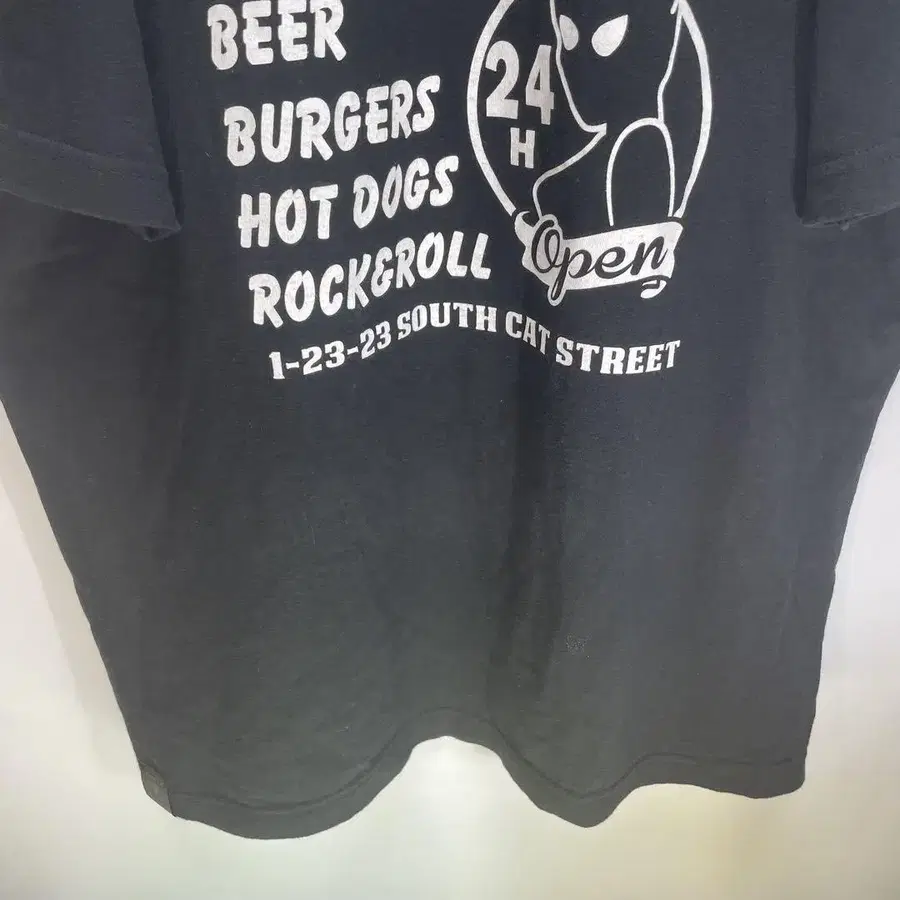 BEER
BURGERS
HOT DOGS
ROCK&ROLL
24
H
Open
1-23-23 SOUTH CAT STREET